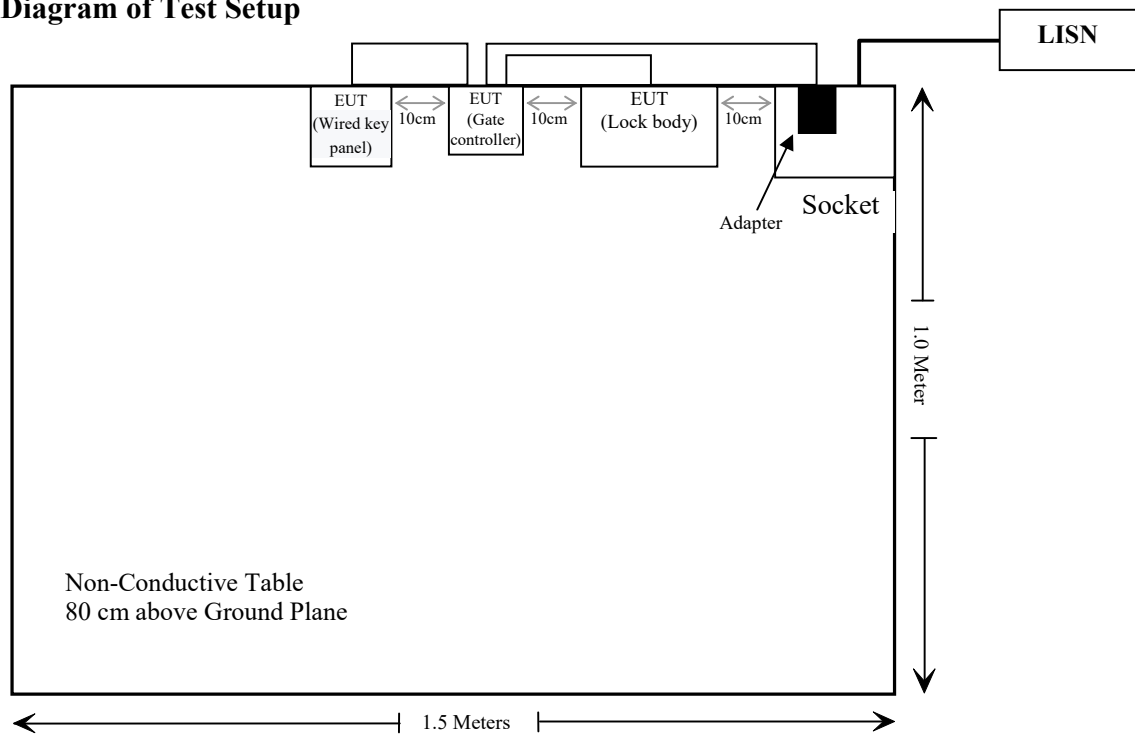 Diagram of Test Setup
LISN
EUT
(Wired key
panel)
10cm
EUT
(Gate
controller)
10cm
EUT
(Lock body)
10cm
Adapter
Socket
1.0 Meter
Non-Conductive Table
80 cm above Ground Plane
1.5 Meters